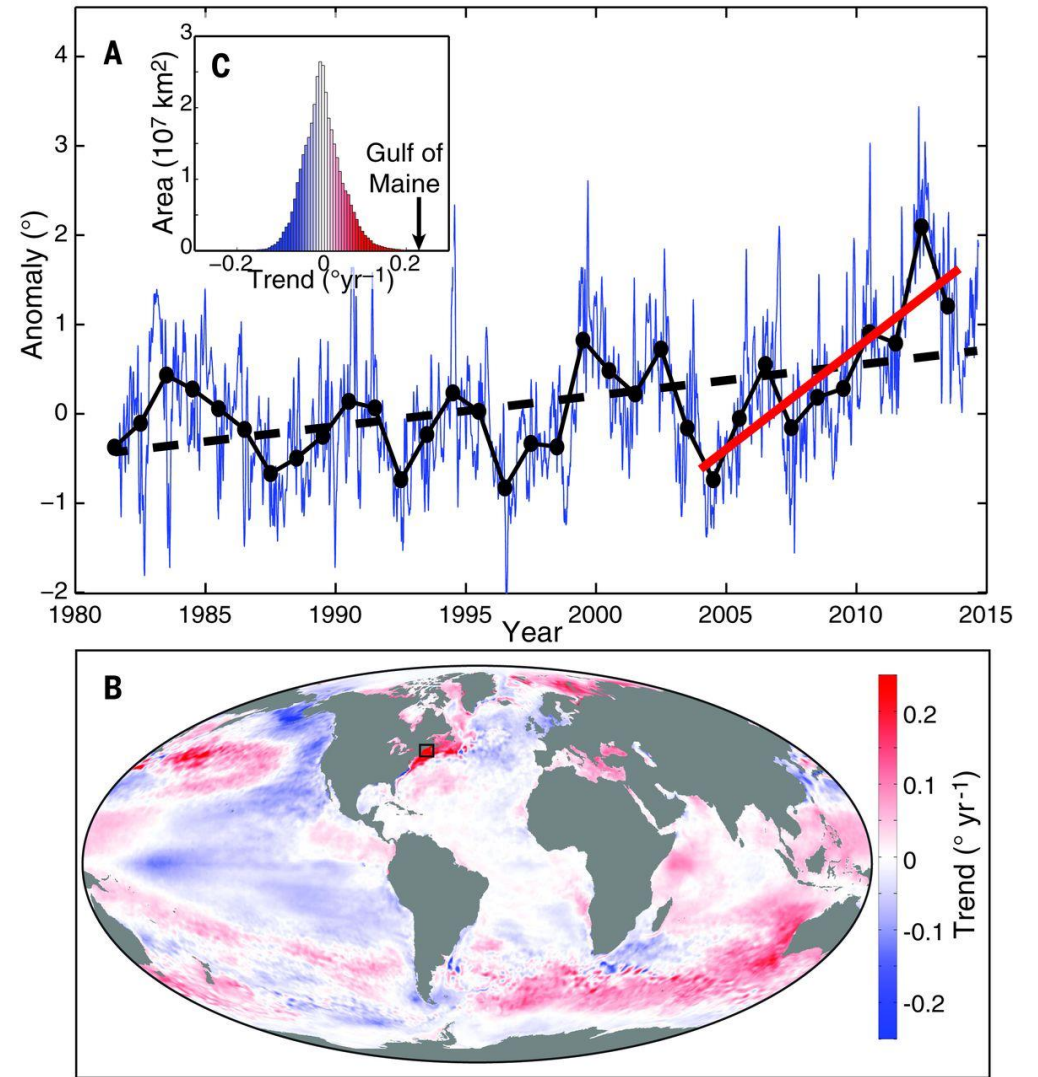 A
C
4
3
2
1
0
−1
−2
Anomaly (°)
1980
1985
1990
1995
2000
2005
2010
2015
Year
3
2
1
0
Area (10⁷ km²)
Gulf of
Maine
−0.2
0
0.2
Trend (°yr⁻¹)
B
0.2
0.1
0
-0.1
-0.2
Trend (° yr⁻¹)